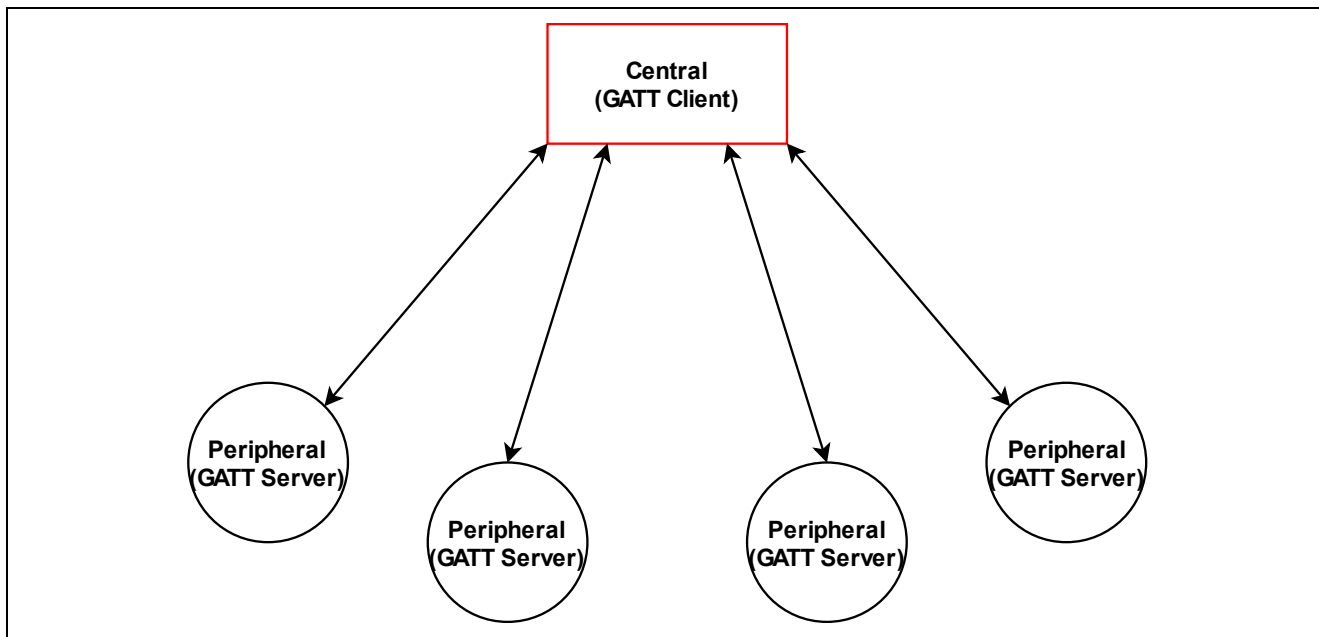 Central
(GATT Client)
Peripheral
(GATT Server)
Peripheral
(GATT Server)
Peripheral
(GATT Server)
Peripheral
(GATT Server)